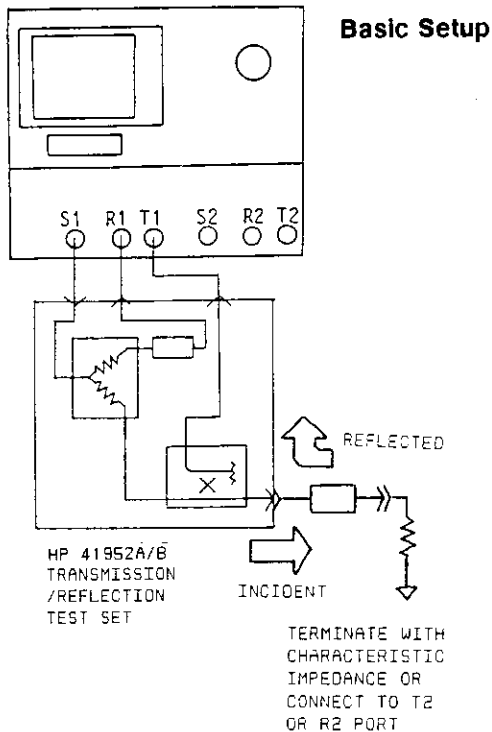 Basic Setup
S1 R1 T1 S2 R2 T2
REFLECTED
HP 41952A/B
TRANSMISSION
/REFLECTION
TEST SET
INCIDENT
TERMINATE WITH
CHARACTERISTIC
IMPEDANCE OR
CONNECT TO T2
OR R2 PORT